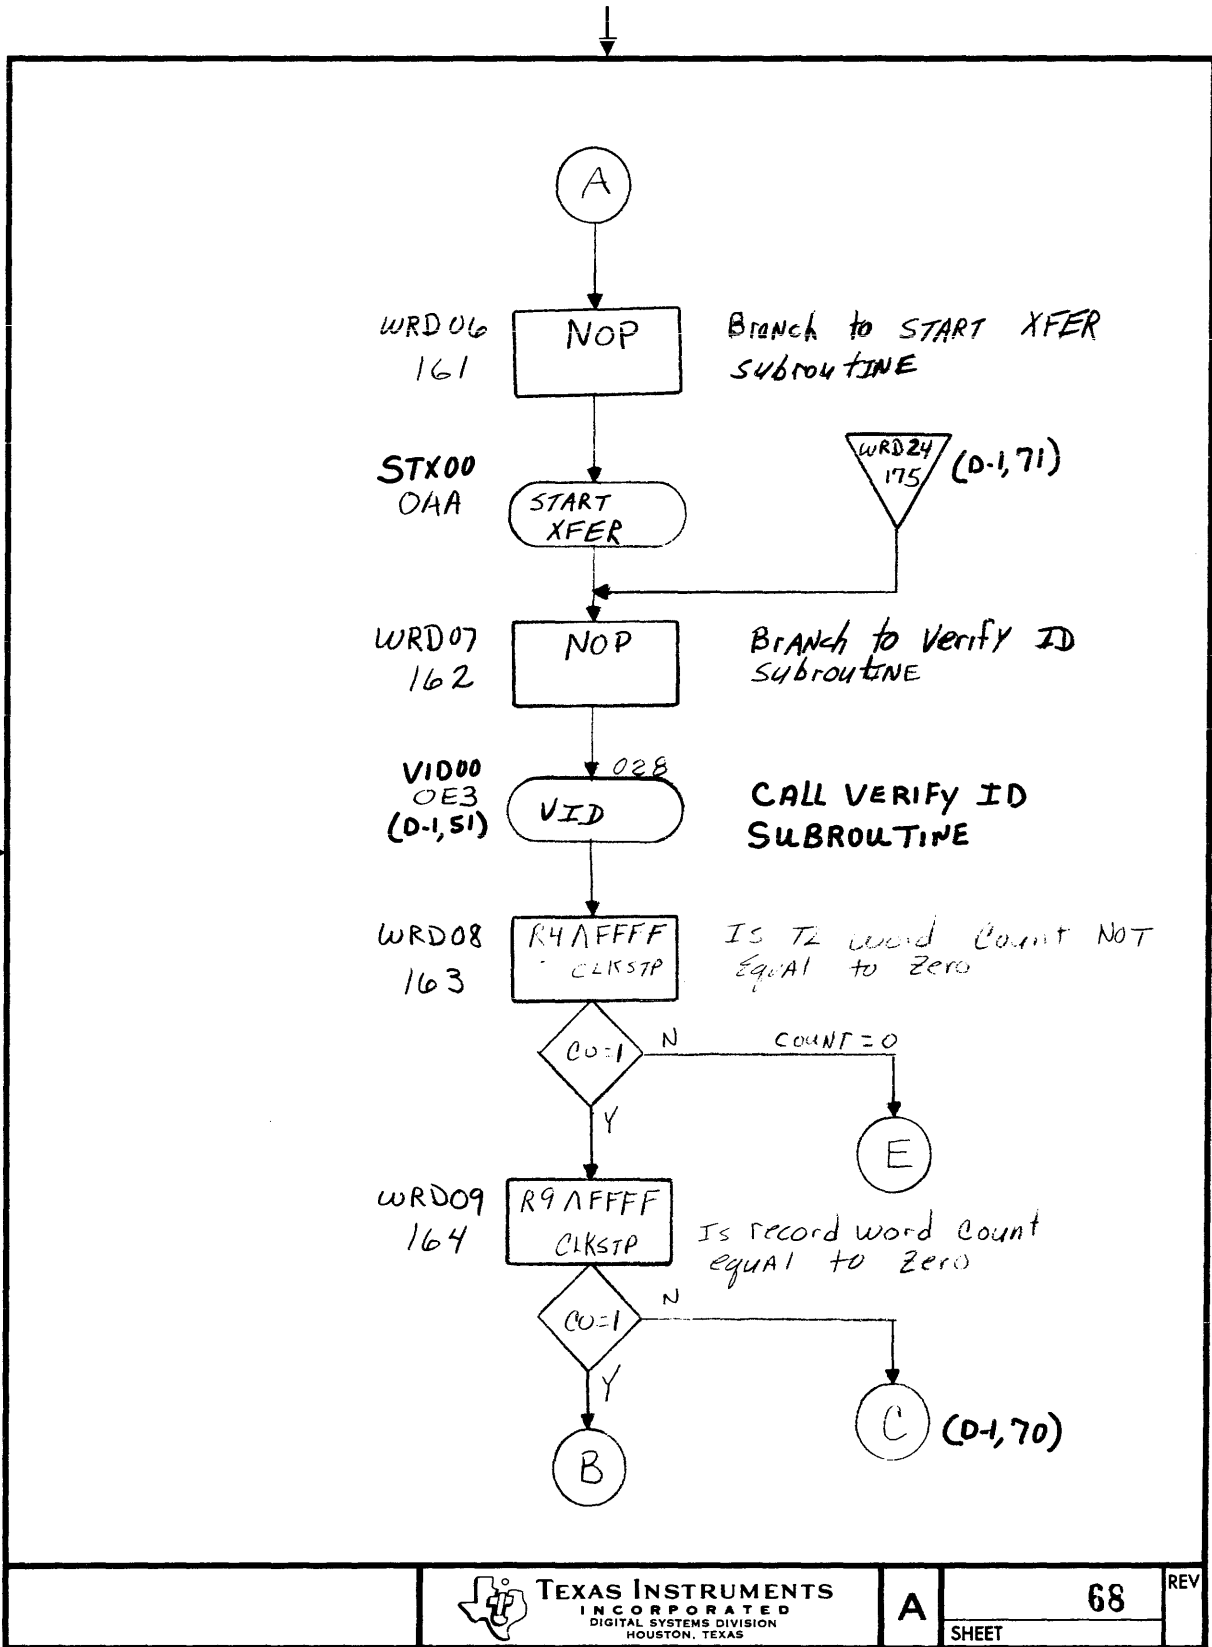 A
WRD06
161
NOP
Branch to START XFER
subroutine
STX00
0AA
START
XFER
WRD24
175
(D-1,71)
WRD07
162
NOP
Branch to Verify ID
subroutine
VID00
0E3
(D-1,51)
028
VID
CALL VERIFY ID
SUBROUTINE
WRD08
163
R4ΛFFFF
CLKSTP
Is TL word Count NOT
Equal to Zero
CO=1
N
COUNT=0
Y
E
WRD09
164
R9ΛFFFF
CLKSTP
Is record word Count
equal to Zero
CO=1
N
Y
C
(D-1,70)
B
TEXAS INSTRUMENTS
INCORPORATED
DIGITAL SYSTEMS DIVISION
HOUSTON, TEXAS
A
68
SHEET
REV